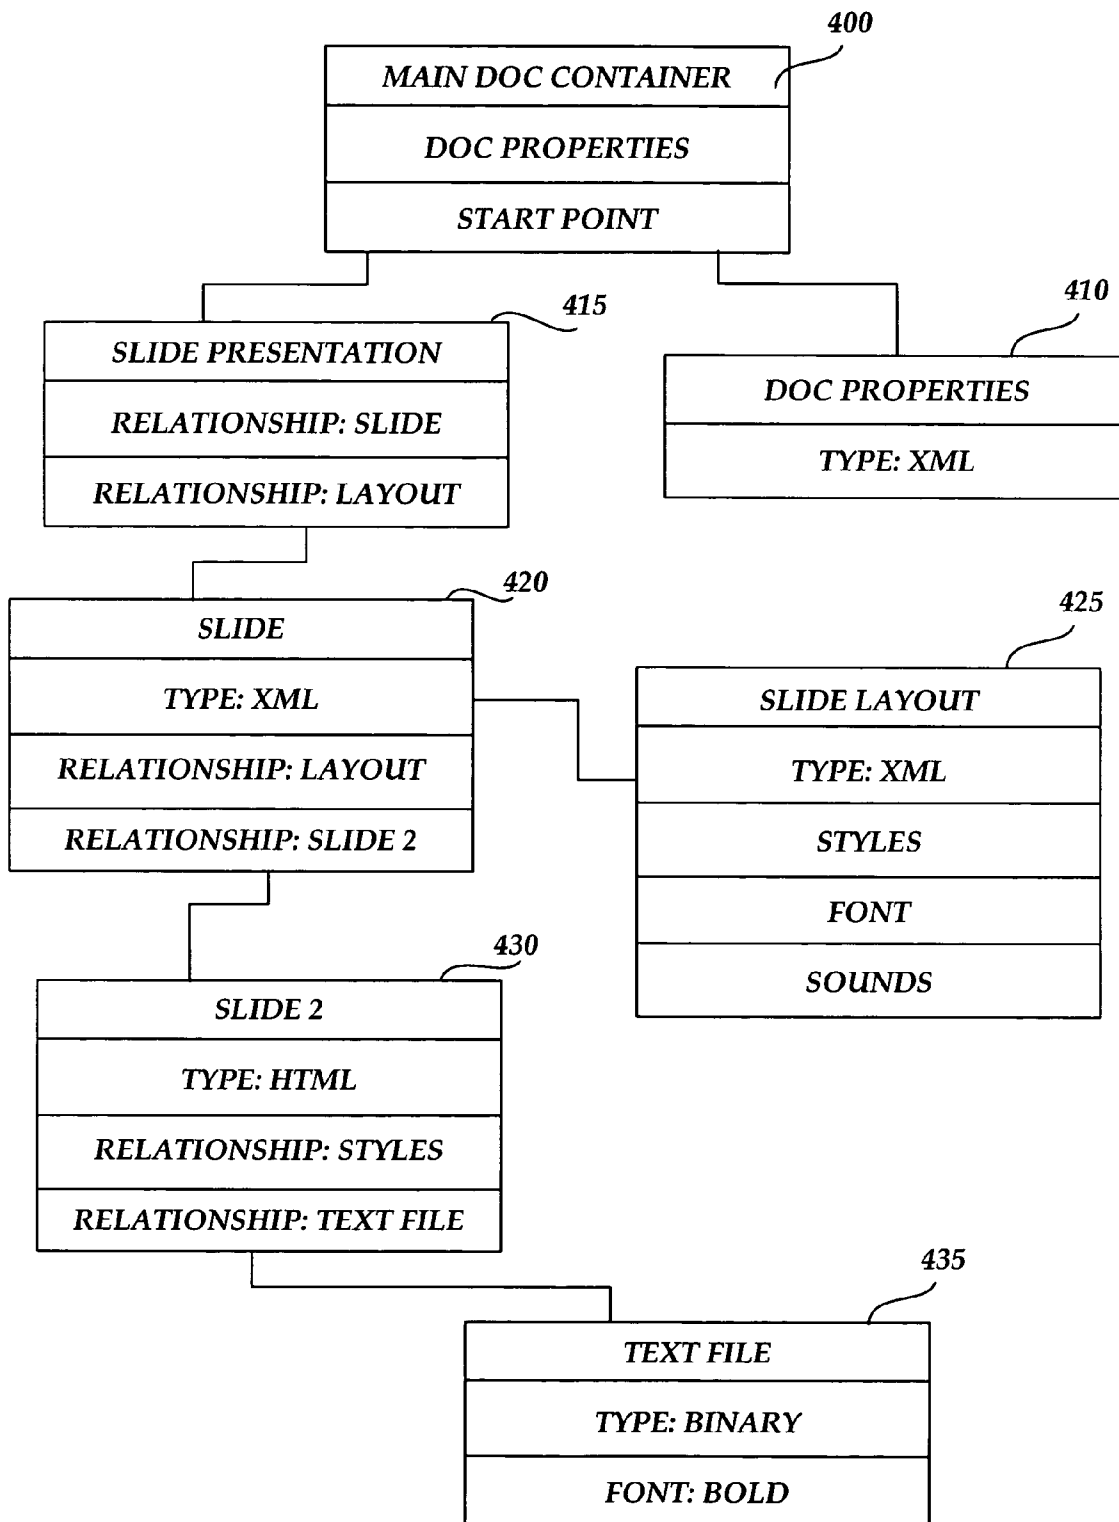 400
MAIN DOC CONTAINER
DOC PROPERTIES
START POINT
415
SLIDE PRESENTATION
RELATIONSHIP: SLIDE
RELATIONSHIP: LAYOUT
410
DOC PROPERTIES
TYPE: XML
420
SLIDE
TYPE: XML
RELATIONSHIP: LAYOUT
RELATIONSHIP: SLIDE 2
425
SLIDE LAYOUT
TYPE: XML
STYLES
FONT
SOUNDS
430
SLIDE 2
TYPE: HTML
RELATIONSHIP: STYLES
RELATIONSHIP: TEXT FILE
435
TEXT FILE
TYPE: BINARY
FONT: BOLD